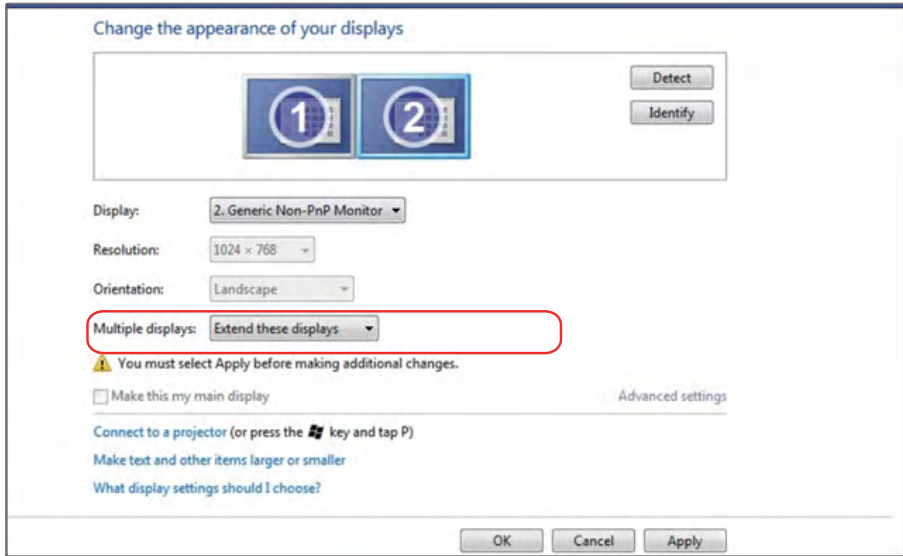 Change the appearance of your displays
1 2
Detect
Identify
Display: 2. Generic Non-PnP Monitor
Resolution: 1024 × 768
Orientation: Landscape
Multiple displays: Extend these displays
You must select Apply before making additional changes.
Make this my main display Advanced settings
Connect to a projector (or press the key and tap P)
Make text and other items larger or smaller
What display settings should I choose?
OK Cancel Apply